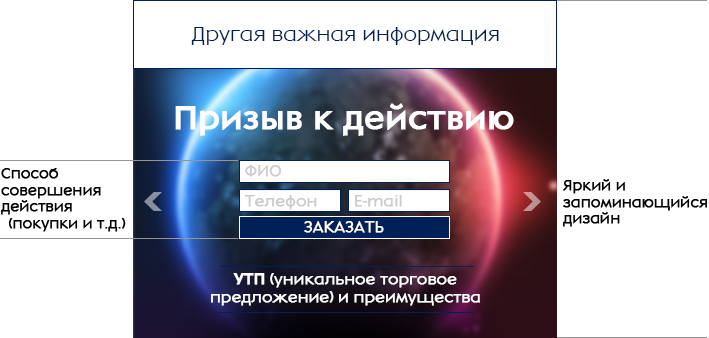 Другая важная информация
Призыв к действию
Способ
совершения
действия
(покупки и т.д.)
ФИО
Телефон
E-mail
ЗАКАЗАТЬ
Яркий и
запоминающийся
дизайн
УТП (уникальное торговое
предложение) и преимущества